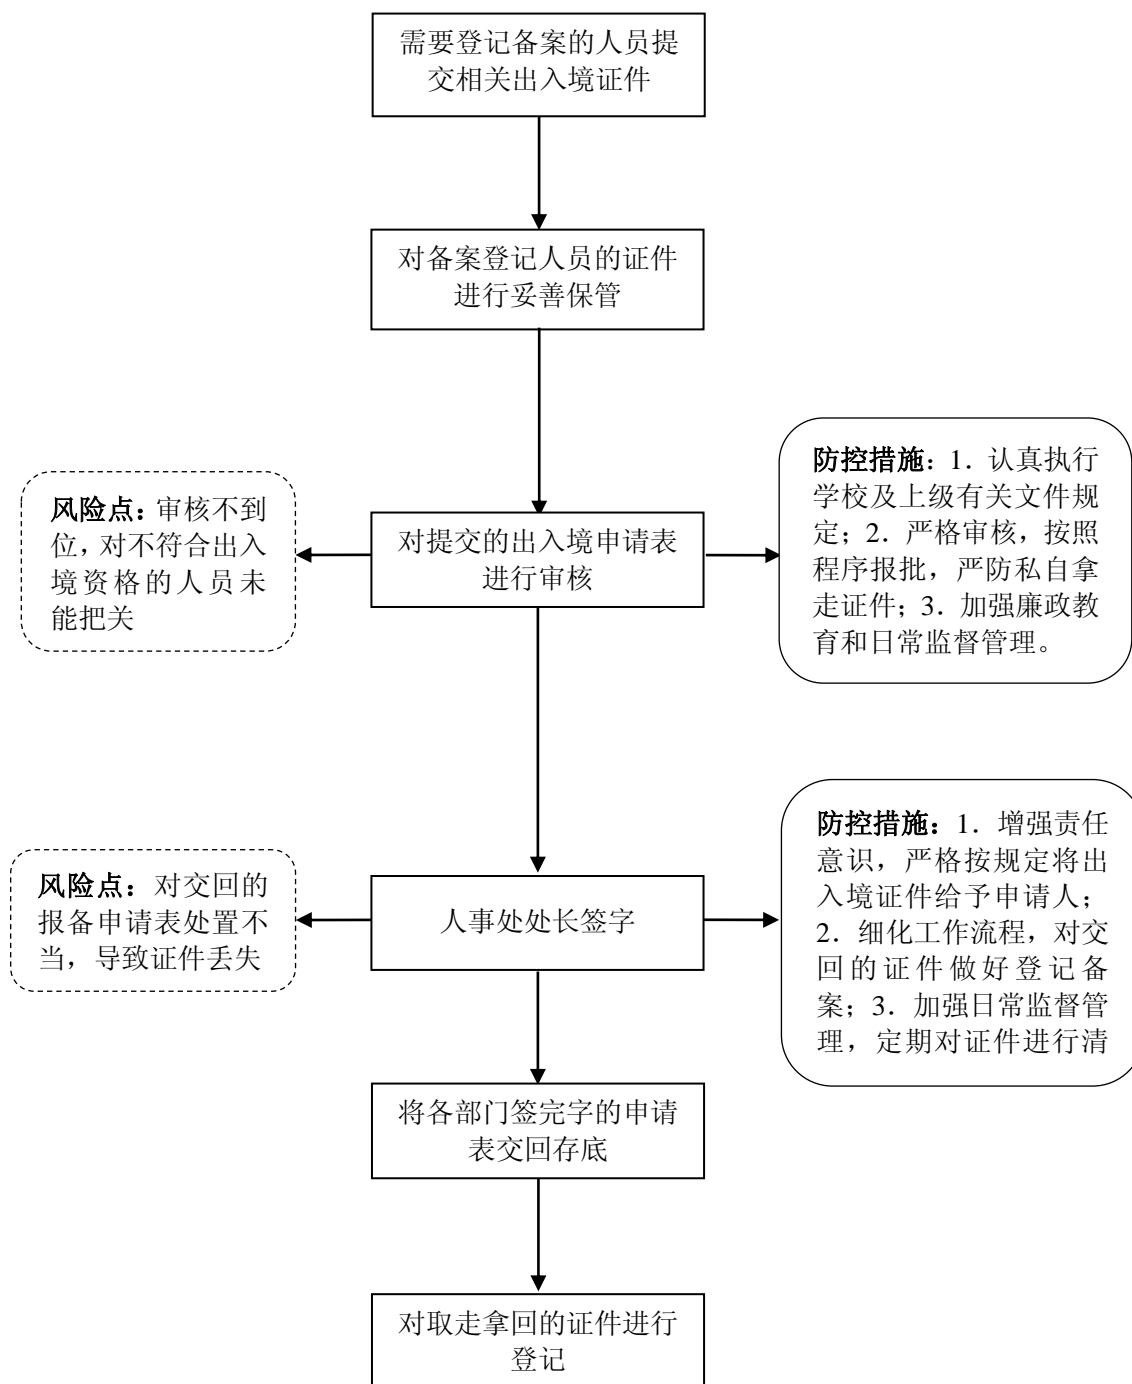 需要登记备案的人员提
交相关出入境证件
对备案登记人员的证件
进行妥善保管
风险点：审核不到
位，对不符合出入
境资格的人员未
能把关
对提交的出入境申请表
进行审核
防控措施：1．认真执行
学校及上级有关文件规
定；2．严格审核，按照
程序报批，严防私自拿
走证件；3．加强廉政教
育和日常监督管理。
风险点：对交回的
报备申请表处置不
当，导致证件丢失
人事处处长签字
防控措施：1．增强责任
意识，严格按规定将出
入境证件给予申请人；
2．细化工作流程，对交
回的证件做好登记备
案；3．加强日常监督管
理，定期对证件进行清
将各部门签完字的申请
表交回存底
对取走拿回的证件进行
登记